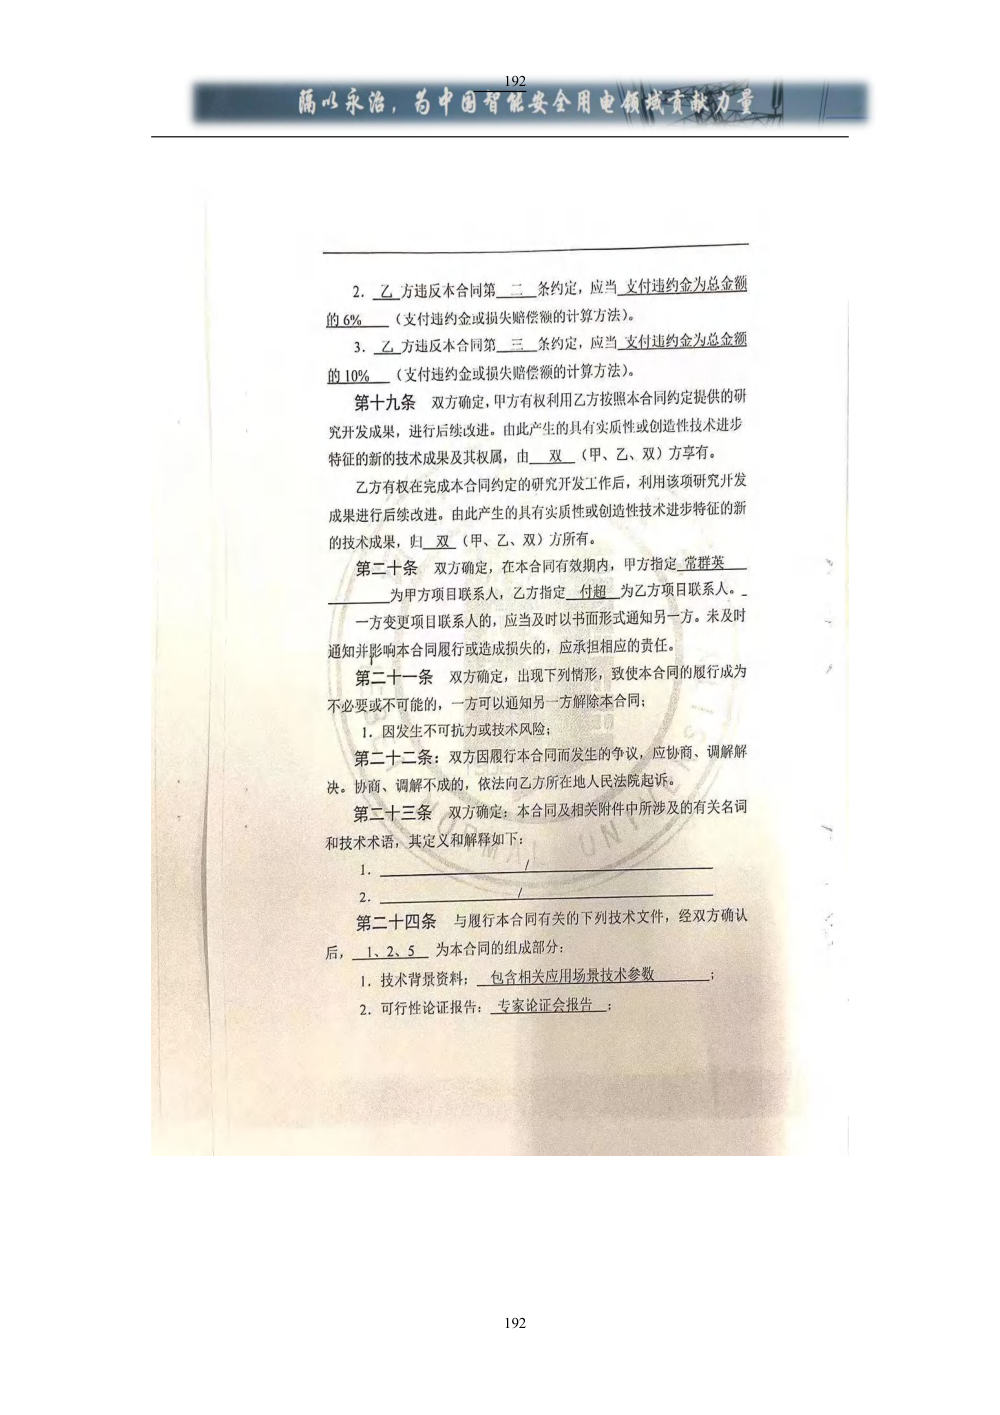 192
隔以永治，为中国智能安全用电领域贡献力量
2. 乙 方违反本合同第 二 条约定，应当 支付违约金为总金额
的 6% （支付违约金或损失赔偿额的计算方法）。
3. 乙 方违反本合同第 三 条约定，应当 支付违约金为总金额
的 10% （支付违约金或损失赔偿额的计算方法）。
第十九条 双方确定，甲方有权利用乙方按照本合同约定提供的研
究开发成果，进行后续改进。由此产生的具有实质性或创造性技术进步
特征的新的技术成果及其权属，由 双 （甲、乙、双）方享有。
乙方有权在完成本合同约定的研究开发工作后，利用该项研究开发
成果进行后续改进。由此产生的具有实质性或创造性技术进步特征的新
的技术成果，归 双 （甲、乙、双）方所有。
第二十条 双方确定，在本合同有效期内，甲方指定 常群英
为甲方项目联系人，乙方指定 付超 为乙方项目联系人。
一方变更项目联系人的，应当及时以书面形式通知另一方。未及时
通知并影响本合同履行或造成损失的，应承担相应的责任。
第二十一条 双方确定，出现下列情形，致使本合同的履行成为
不必要或不可能的，一方可以通知另一方解除本合同；
1. 因发生不可抗力或技术风险；
第二十二条：双方因履行本合同而发生的争议，应协商、调解解
决。协商、调解不成的，依法向乙方所在地人民法院起诉。
第二十三条 双方确定：本合同及相关附件中所涉及的有关名词
和技术术语，其定义和解释如下：
1. /
2. /
第二十四条 与履行本合同有关的下列技术文件，经双方确认
后， 1、2、5 为本合同的组成部分：
1. 技术背景资料： 包含相关应用场景技术参数 ；
2. 可行性论证报告： 专家论证会报告 ；
192